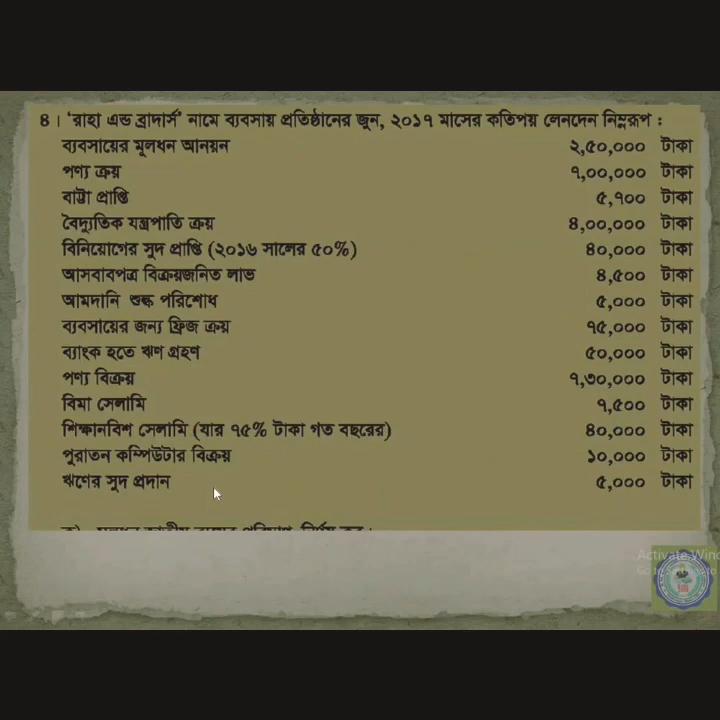 ৪। ‘রাহা এন্ড ব্রাদার্স’ নামে ব্যবসায় প্রতিষ্ঠানের জুন, ২০১৭ মাসের কতিপয় লেনদেন নিম্নরূপ :
ব্যবসায়ের মূলধন আনয়ন ২,৫০,০০০ টাকা
পণ্য ক্রয় ৭,০০,০০০ টাকা
বাট্টা প্রাপ্তি ৫,৭০০ টাকা
বৈদ্যুতিক যন্ত্রপাতি ক্রয় ৪,০০,০০০ টাকা
বিনিয়োগের সুদ প্রাপ্তি (২০১৬ সালের ৫০%) ৪০,০০০ টাকা
আসবাবপত্র বিক্রয়জনিত লাভ ৪,৫০০ টাকা
আমদানি শুল্ক পরিশোধ ৫,০০০ টাকা
ব্যবসায়ের জন্য ফ্রিজ ক্রয় ৭৫,০০০ টাকা
ব্যাংক হতে ঋণ গ্রহণ ৫০,০০০ টাকা
পণ্য বিক্রয় ৭,৩০,০০০ টাকা
বিমা সেলামি ৭,৫০০ টাকা
শিক্ষানবিশ সেলামি (যার ৭৫% টাকা গত বছরের) ৪০,০০০ টাকা
পুরাতন কম্পিউটার বিক্রয় ১০,০০০ টাকা
ঋণের সুদ প্রদান ৫,০০০ টাকা
Activate